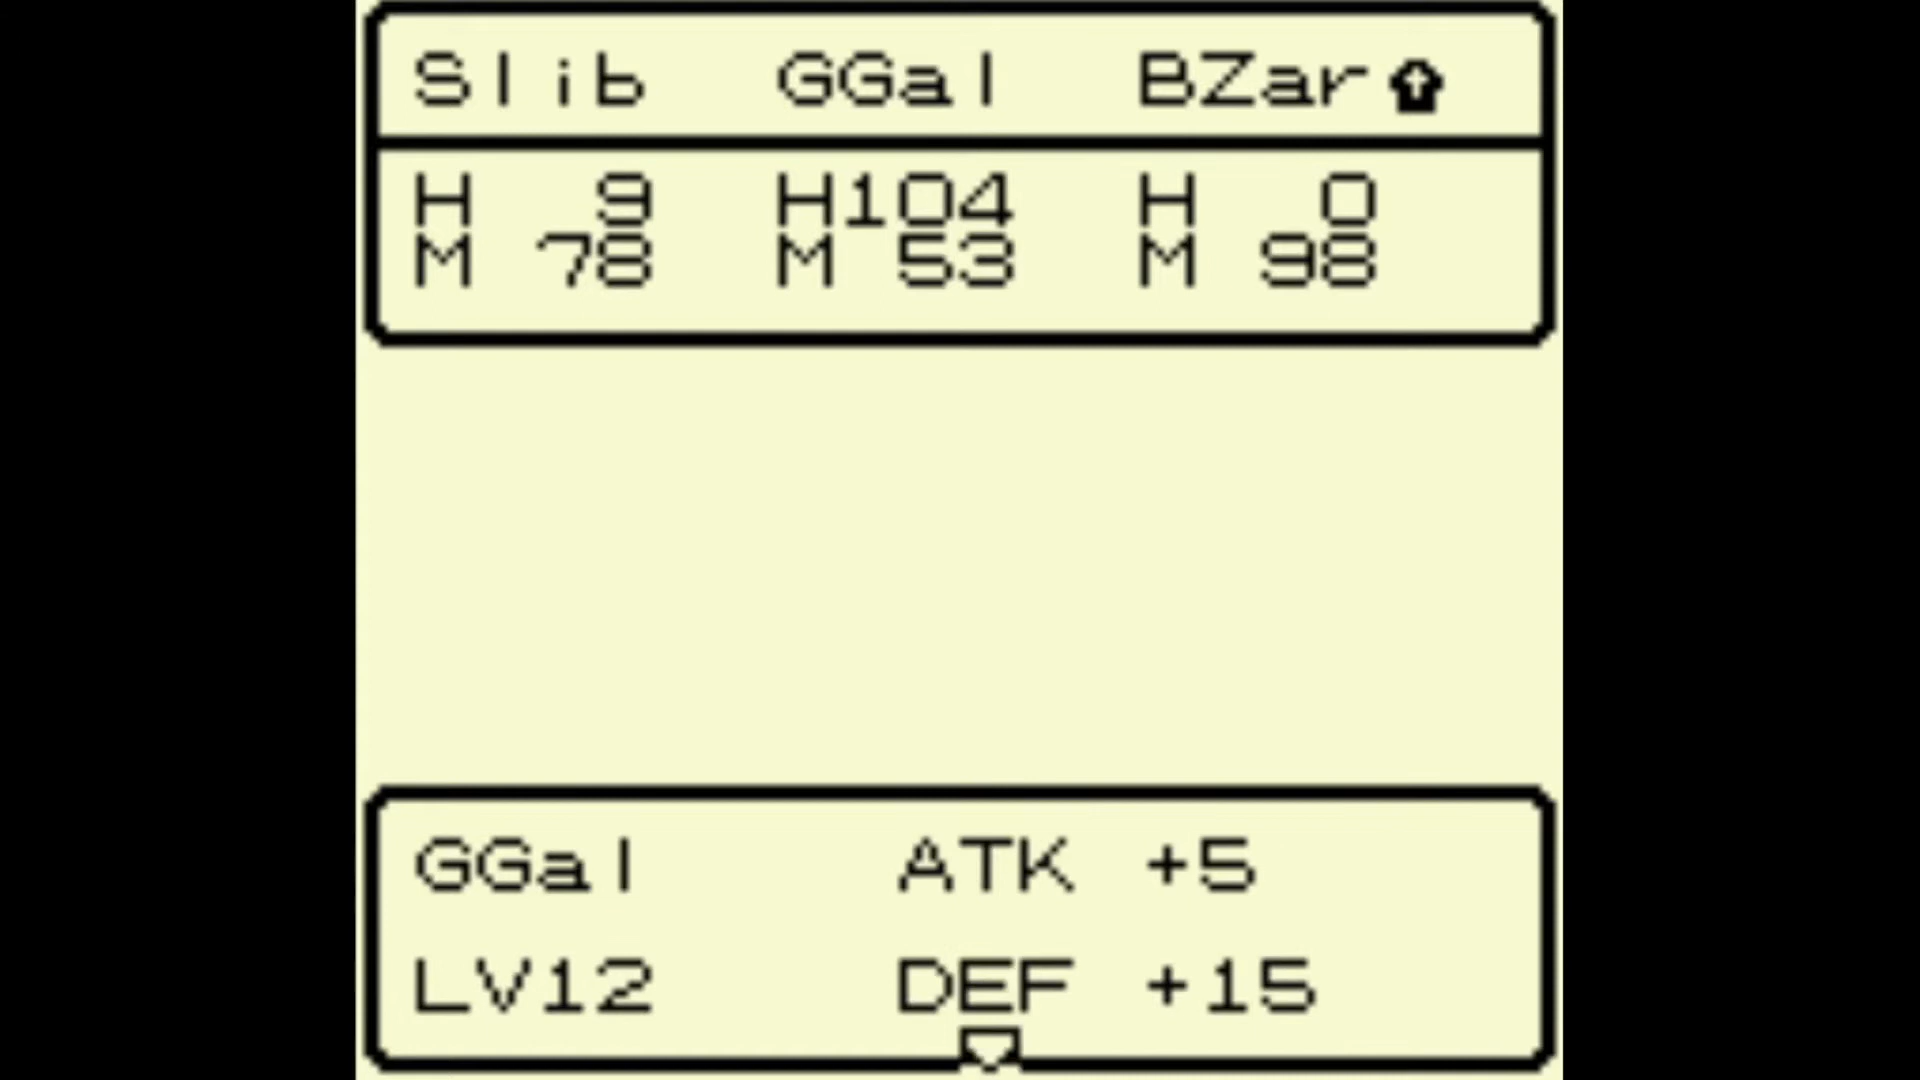 Slib GGal BZar
H 9 H104 H 0
M 78 M 53 M 98
GGal ATK +5
LV12 DEF +15